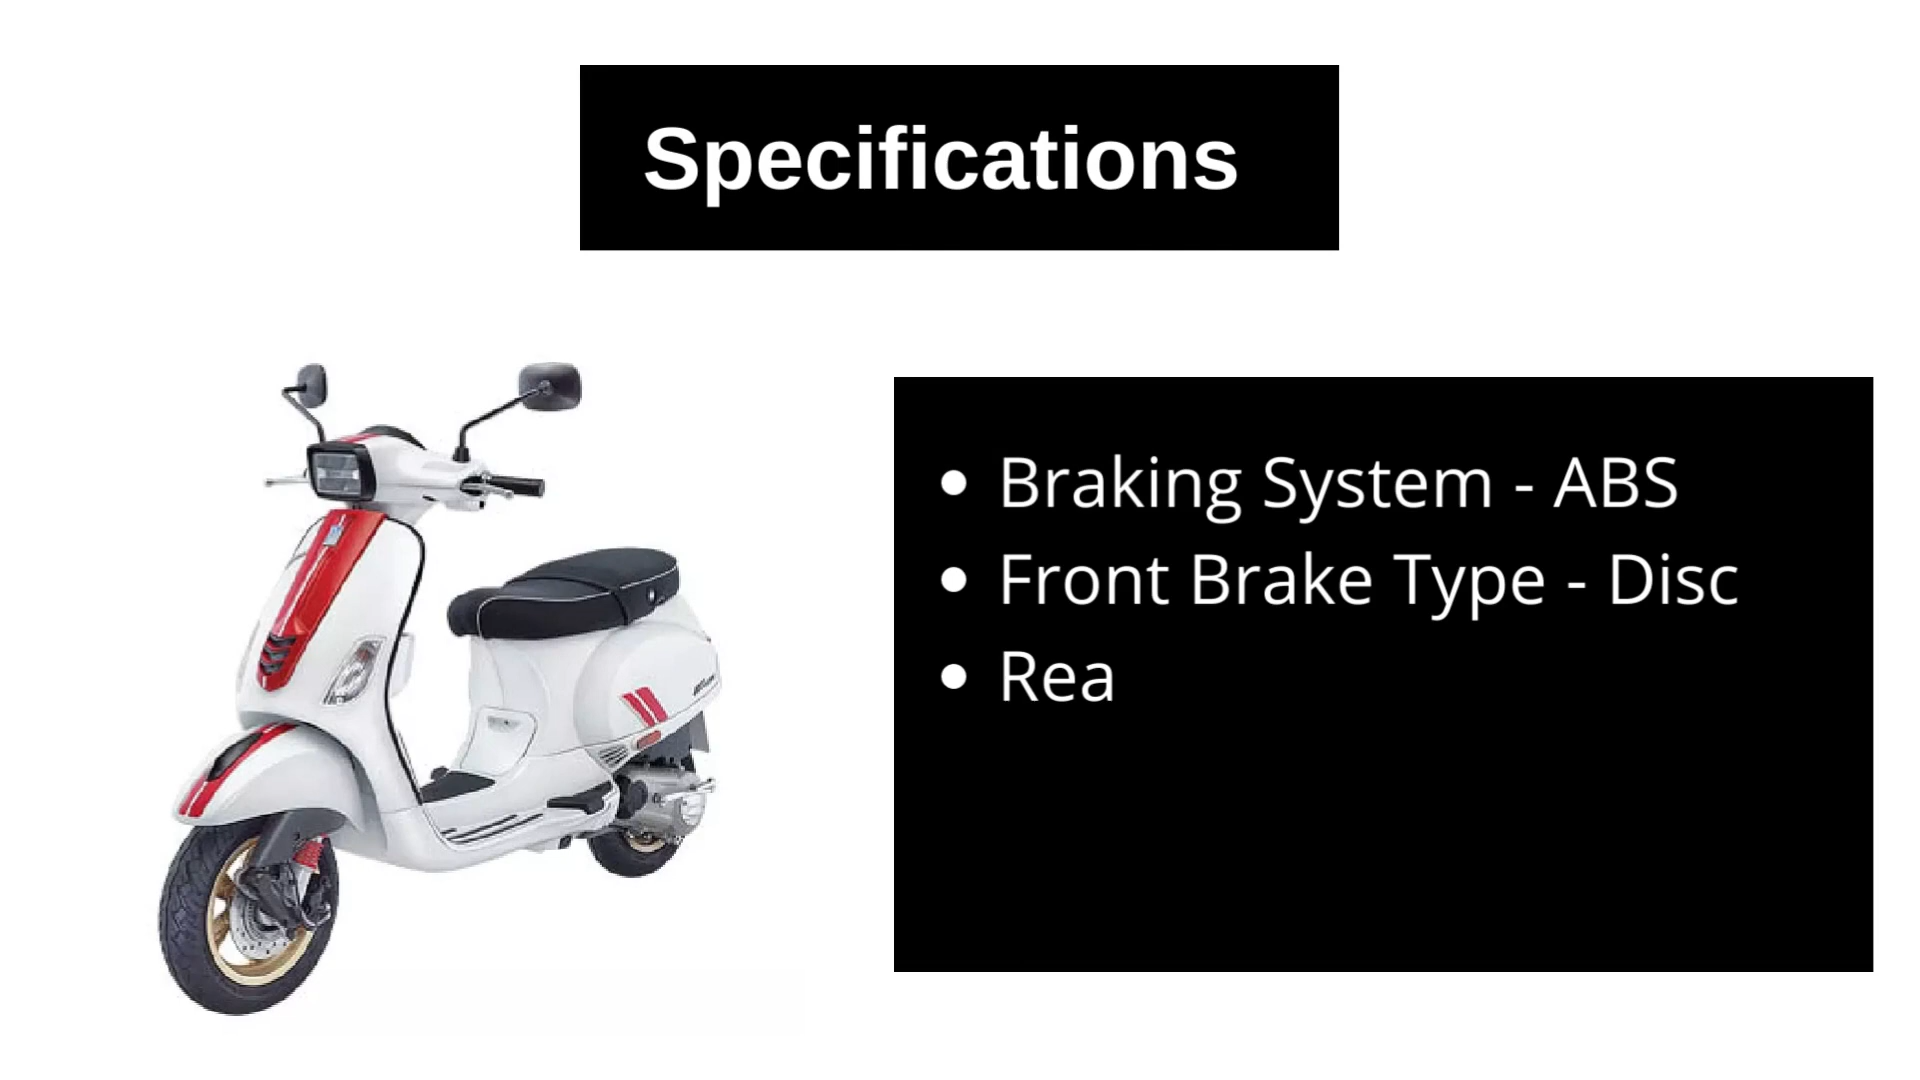 Specifications
Braking System - ABS
Front Brake Type - Disc
Rea